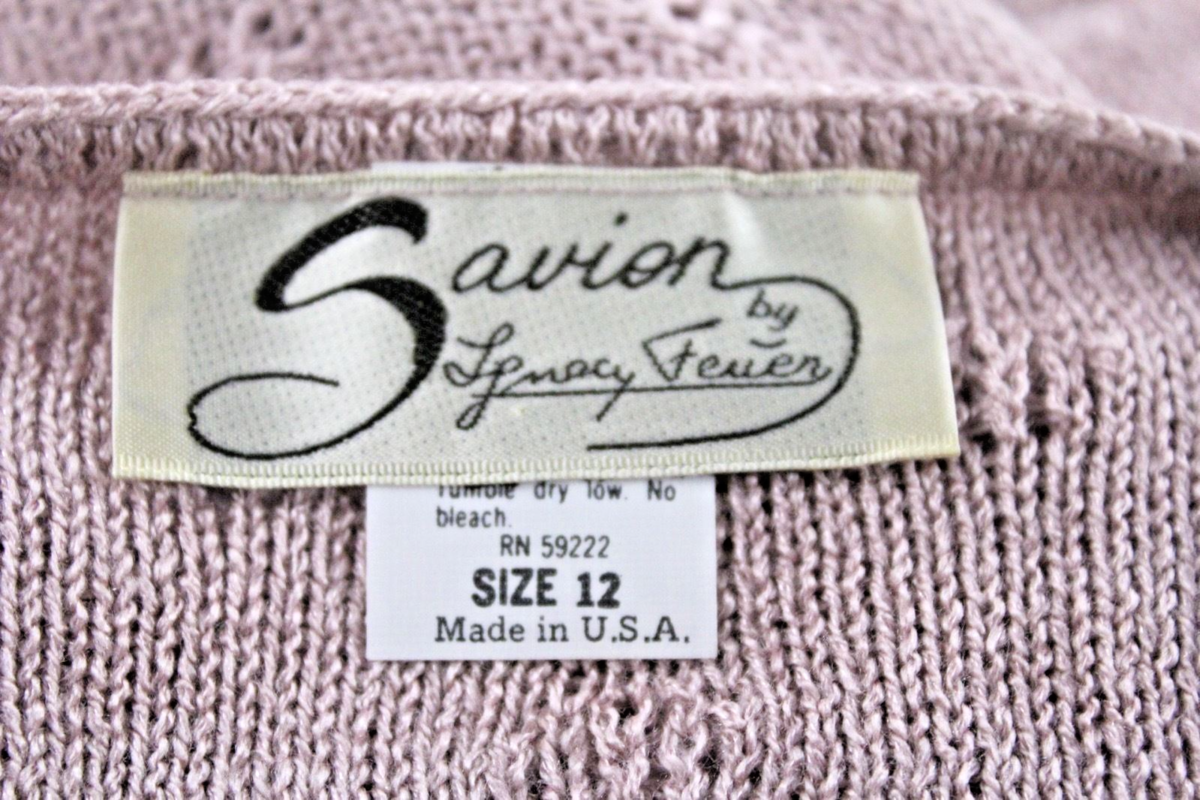 Savion
by
Ignacy Feuer
Tumble dry low. No
bleach.
RN 59222
SIZE 12
Made in U.S.A.